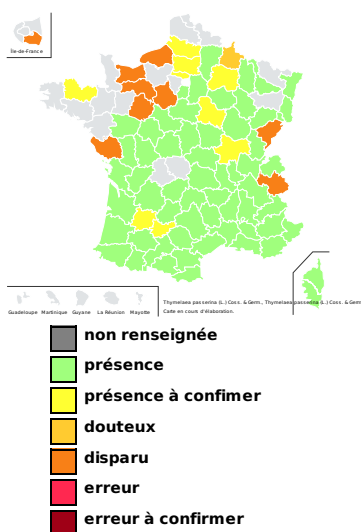 Île-de-France
Guadeloupe Martinique Guyane La Réunion Mayotte
Thymelaea passerina (L.) Coss. & Germ., Thymelaea passerina (L.) Coss. & Germ
Carte en cours d'élaboration.
non renseignée
présence
présence à confimer
douteux
disparu
erreur
erreur à confirmer